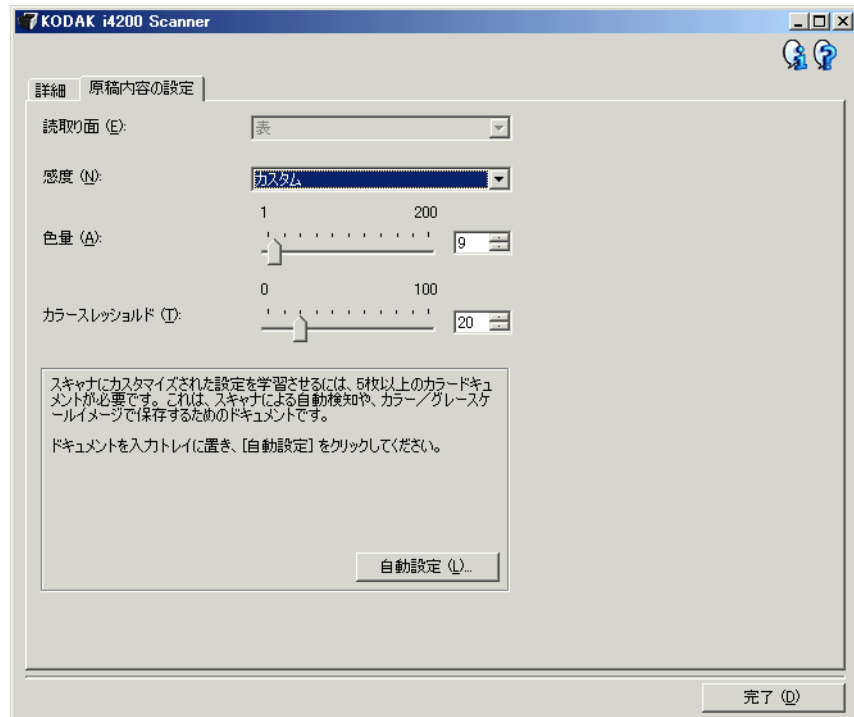 KODAK i4200 Scanner
詳細 原稿内容の設定
読取り面 (E): 表
感度 (N): カスタム
1 200
色量 (A): 9
0 100
カラースレッショルド (T): 20
スキャナにカスタマイズされた設定を学習させるには、5枚以上のカラードキュ
メントが必要です。これは、スキャナによる自動検知や、カラー／グレースケ
ールイメージで保存するためのドキュメントです。
ドキュメントを入力トレイに置き、[自動設定] をクリックしてください。
自動設定 (L)...
完了 (D)